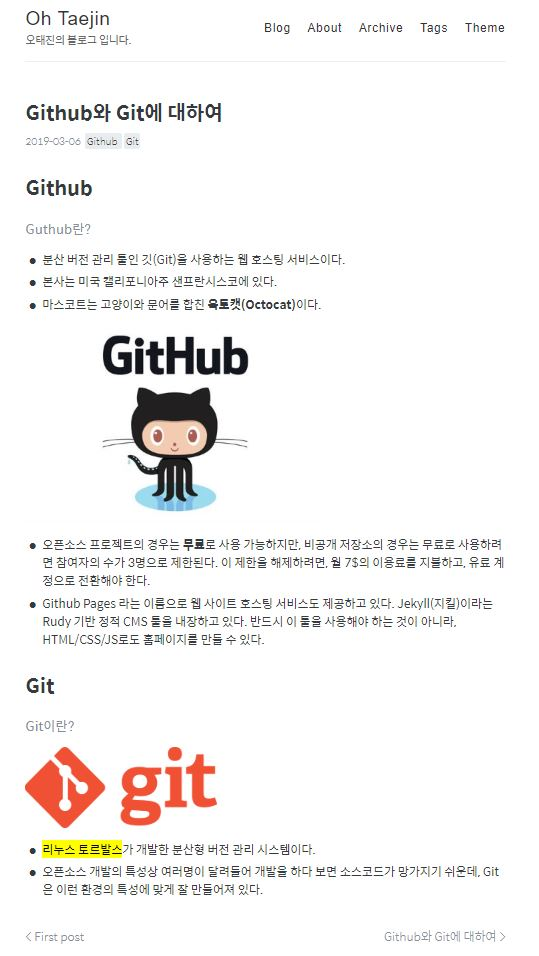 Oh Taejin
오태진의 블로그 입니다.
Blog About Archive Tags Theme
Github와 Git에 대하여
2019-03-06 Github Git
Github
Guthub란?
분산 버전 관리 툴인 깃(Git)을 사용하는 웹 호스팅 서비스이다.
본사는 미국 캘리포니아주 샌프란시스코에 있다.
마스코트는 고양이와 문어를 합친 옥토캣(Octocat)이다.
GitHub
오픈소스 프로젝트의 경우는 무료로 사용 가능하지만, 비공개 저장소의 경우는 무료로 사용하려
면 참여자의 수가 3명으로 제한된다. 이 제한을 해제하려면, 월 7$의 이용료를 지불하고, 유료 계
정으로 전환해야 한다.
Github Pages 라는 이름으로 웹 사이트 호스팅 서비스도 제공하고 있다. Jekyll(지킬)이라는
Rudy 기반 정적 CMS 툴을 내장하고 있다. 반드시 이 툴을 사용해야 하는 것이 아니라,
HTML/CSS/JS로도 홈페이지를 만들 수 있다.
Git
Git이란?
git
리누스 토르발스가 개발한 분산형 버전 관리 시스템이다.
오픈소스 개발의 특성상 여러명이 달려들어 개발을 하다 보면 소스코드가 망가지기 쉬운데, Git
은 이런 환경의 특성에 맞게 잘 만들어져 있다.
< First post
Github와 Git에 대하여 >